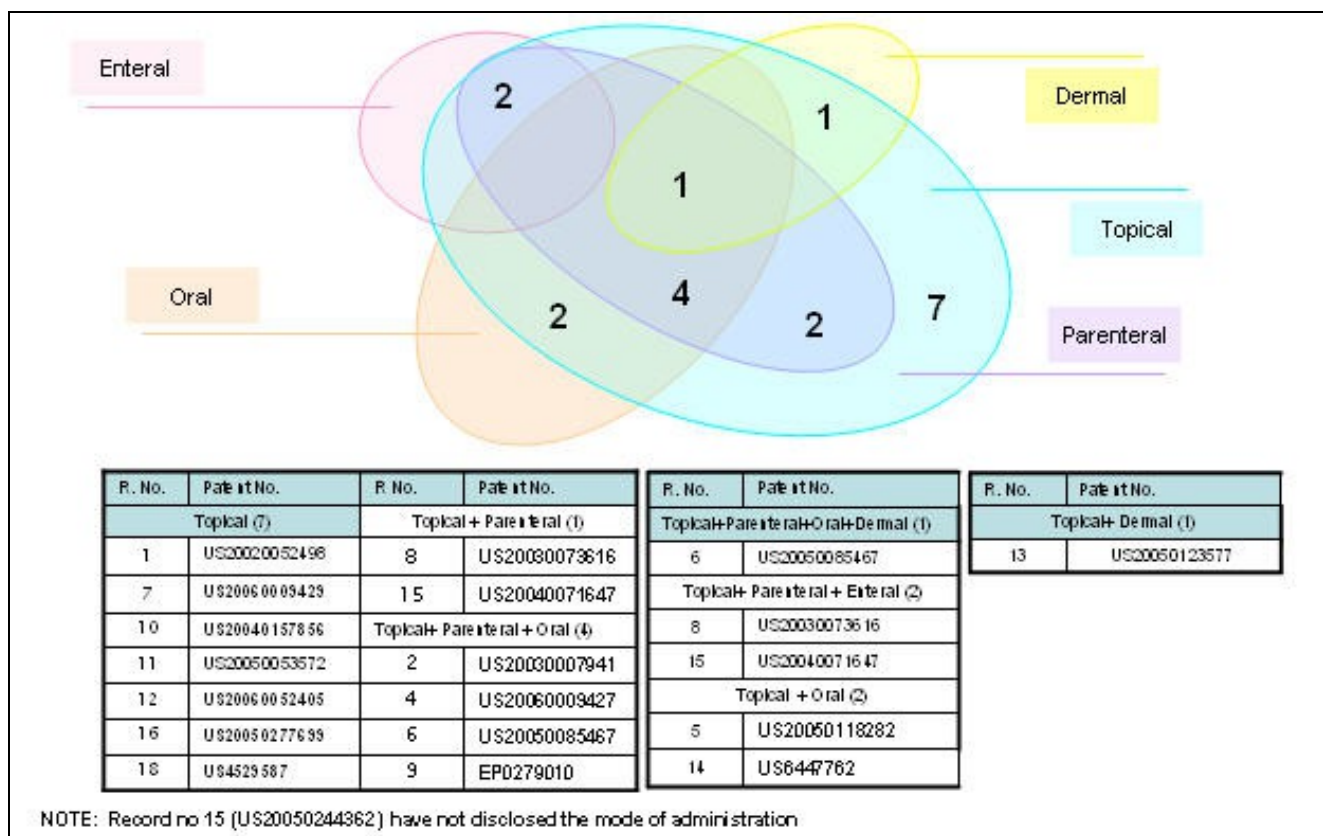 Enteral
2
1
Dermal
1
Topical
Oral
4
2
2
7
Parenteral
R. No. Patent No. R No. Patent No.
Topical (7) Topical + Parenteral (1)
1 US20020052498 8 US20030073616
7 US20060009429 15 US20040071647
10 US20040157856 Topical+ Parenteral + Oral (4)
11 US20050053572 2 US20030007941
12 US20060052405 4 US20060009427
16 US20050277699 6 US20050085467
18 US4529587 9 EP0279010
R. No. Patent No.
Topical+Parenteral+Oral+Dermal (1)
6 US20050085467
Topical+ Parenteral + Enteral (2)
8 US20030073616
15 US20040071647
Topical + Oral (2)
5 US20050118282
14 US6447762
R. No. Patent No.
Topical+ Dermal (1)
13 US20050123577
NOTE: Record no 15 (US20050244362) have not disclosed the mode of administration